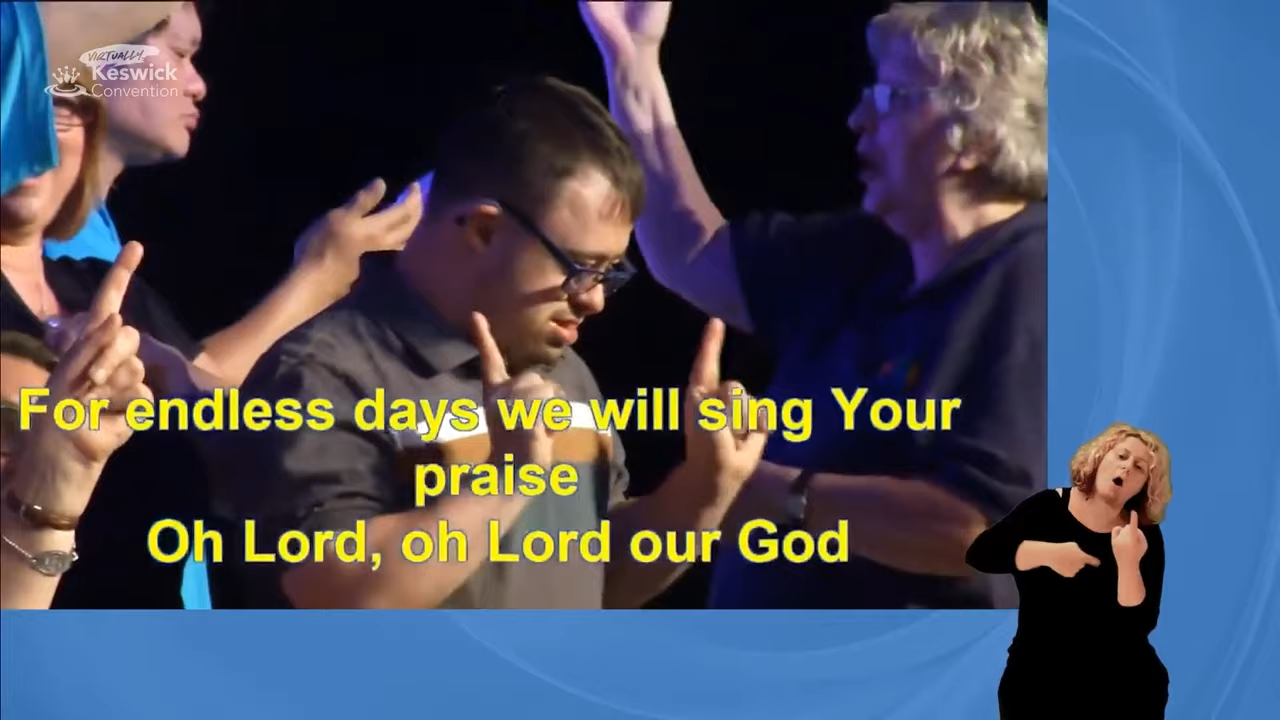 VIRTUALLY
Keswick
Convention
For endless days we will sing Your
praise
Oh Lord, oh Lord our God